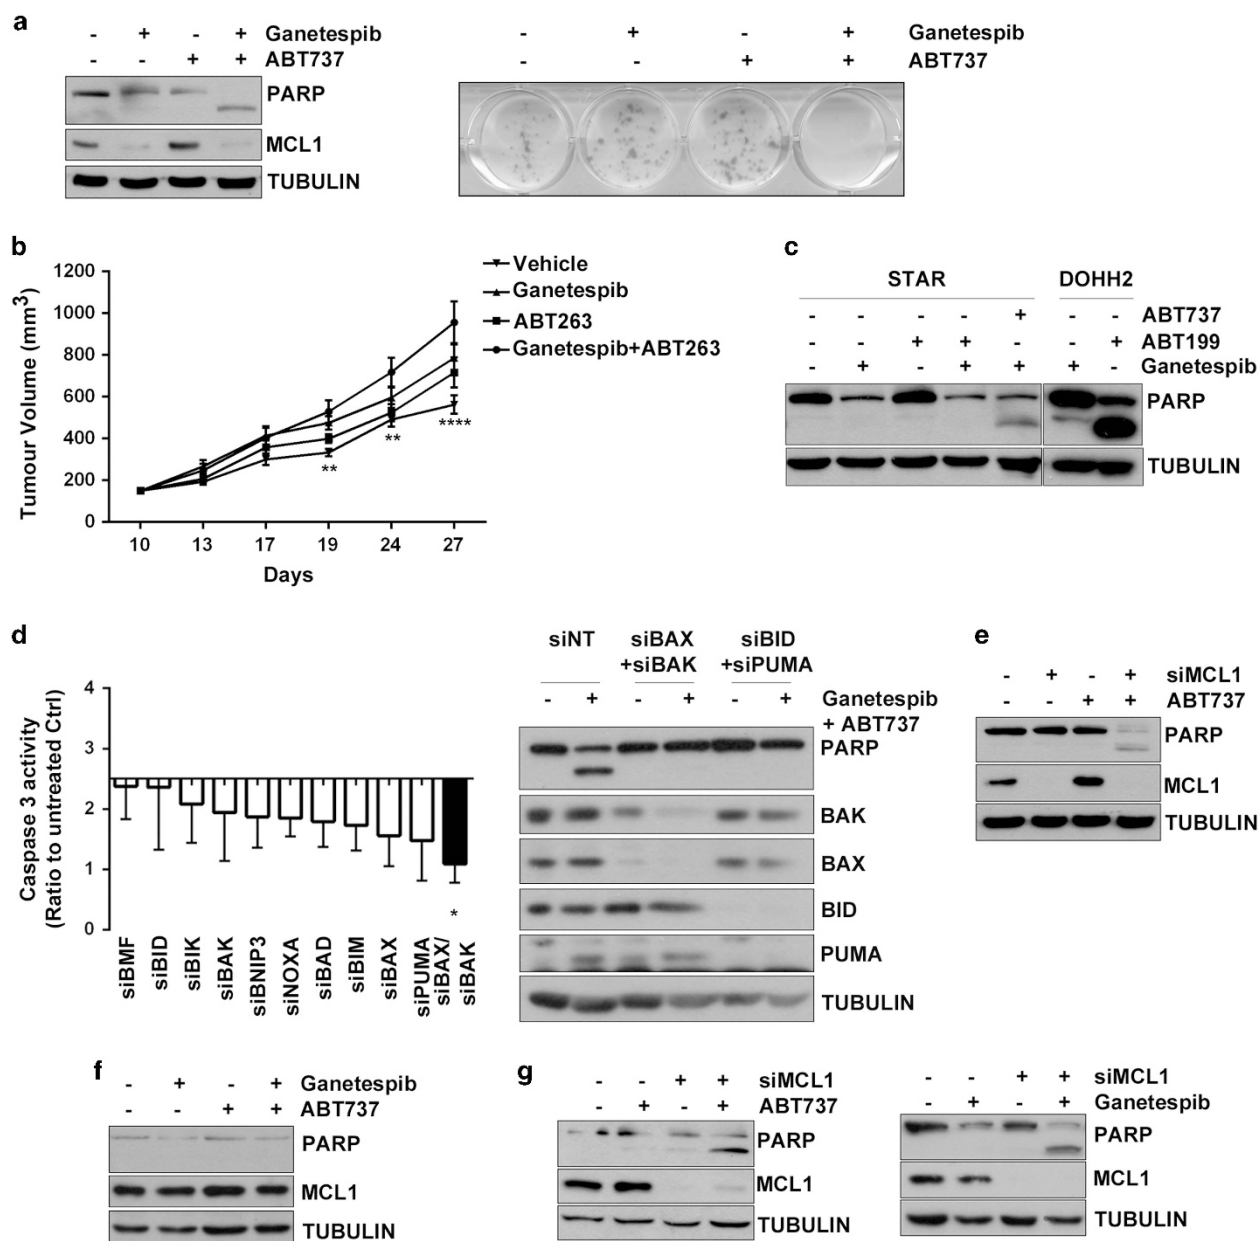 a
- + - + Ganetespib
- - + + ABT737
PARP
MCL1
TUBULIN
- + - + Ganetespib
- - + + ABT737
b
Tumour Volume (mm3)
1200
1000
800
600
400
200
0
10 13 17 19 24 27
Days
** ** ****
Vehicle
Ganetespib
ABT263
Ganetespib+ABT263
c
STAR DOHH2
- - - - + - - ABT737
- - + + - - + ABT199
- + - + + + - Ganetespib
PARP
TUBULIN
d
Caspase 3 activity
(Ratio to untreated Ctrl)
4
3
2
1
0
*
siBMF
siBID
siBIK
siBAK
siBNIP3
siNOXA
siBAD
siBIM
siBAX
siPUMA
siBAX/
siBAK
siNT siBAX siBID
+siBAK +siPUMA
- + - + - + Ganetespib
+ ABT737
PARP
BAK
BAX
BID
PUMA
TUBULIN
e
- + - + siMCL1
- - + + ABT737
PARP
MCL1
TUBULIN
f
- + - + Ganetespib
- - + + ABT737
PARP
MCL1
TUBULIN
g
- - + + siMCL1
- + - + ABT737
PARP
MCL1
TUBULIN
- - + + siMCL1
- + - + Ganetespib
PARP
MCL1
TUBULIN